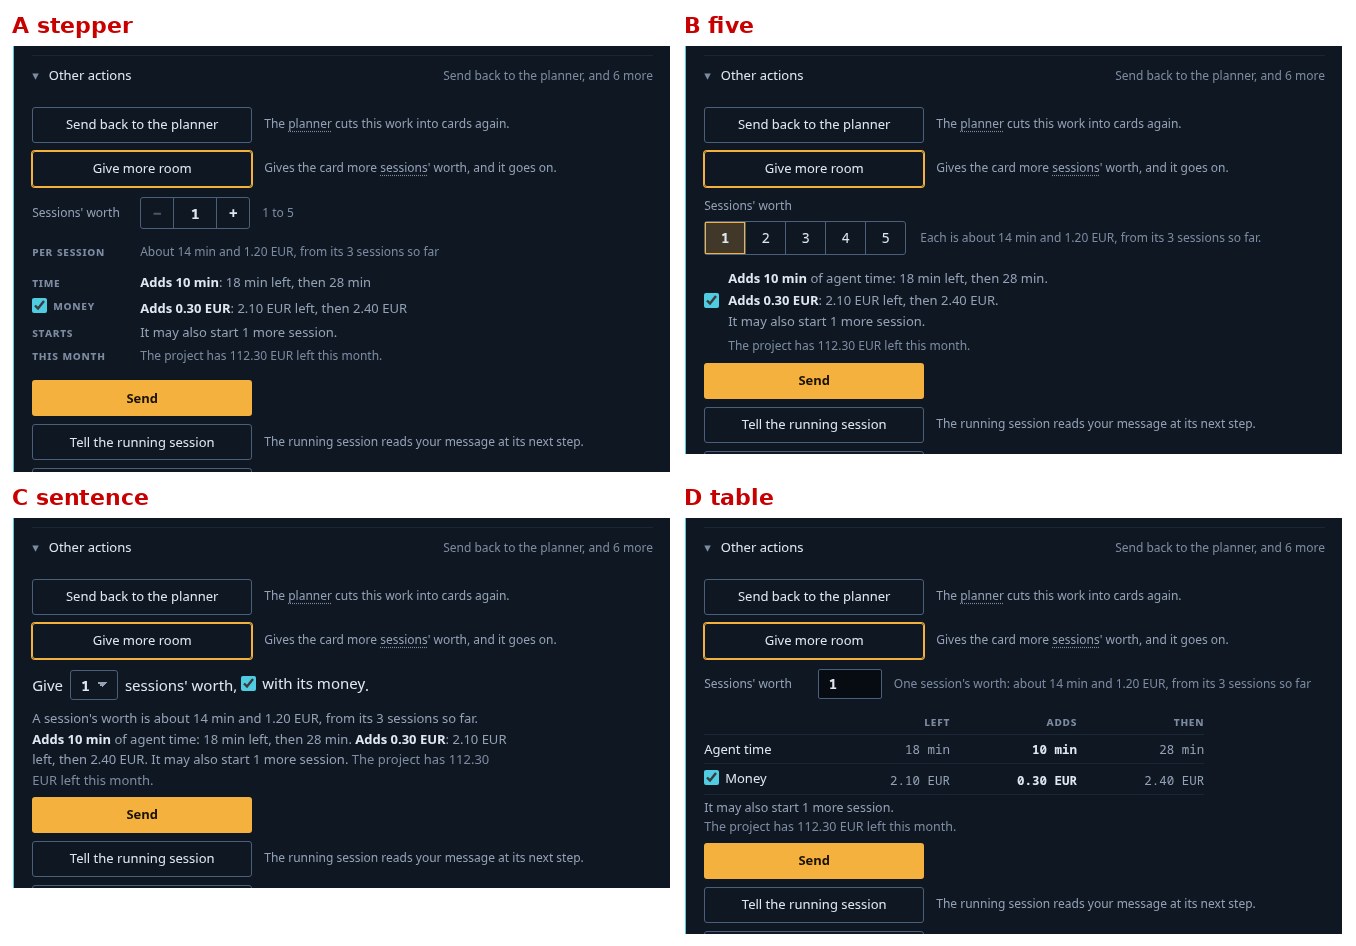 A stepper
▾ Other actions Send back to the planner, and 6 more
Send back to the planner The planner cuts this work into cards again.
Give more room Gives the card more sessions' worth, and it goes on.
Sessions' worth − 1 + 1 to 5
PER SESSION About 14 min and 1.20 EUR, from its 3 sessions so far
TIME Adds 10 min: 18 min left, then 28 min
MONEY Adds 0.30 EUR: 2.10 EUR left, then 2.40 EUR
STARTS It may also start 1 more session.
THIS MONTH The project has 112.30 EUR left this month.
Send
Tell the running session The running session reads your message at its next step.
B five
▾ Other actions Send back to the planner, and 6 more
Send back to the planner The planner cuts this work into cards again.
Give more room Gives the card more sessions' worth, and it goes on.
Sessions' worth
1 2 3 4 5 Each is about 14 min and 1.20 EUR, from its 3 sessions so far.
Adds 10 min of agent time: 18 min left, then 28 min.
Adds 0.30 EUR: 2.10 EUR left, then 2.40 EUR.
It may also start 1 more session.
The project has 112.30 EUR left this month.
Send
Tell the running session The running session reads your message at its next step.
C sentence
▾ Other actions Send back to the planner, and 6 more
Send back to the planner The planner cuts this work into cards again.
Give more room Gives the card more sessions' worth, and it goes on.
Give 1 sessions' worth, with its money.
A session's worth is about 14 min and 1.20 EUR, from its 3 sessions so far.
Adds 10 min of agent time: 18 min left, then 28 min. Adds 0.30 EUR: 2.10 EUR
left, then 2.40 EUR. It may also start 1 more session. The project has 112.30
EUR left this month.
Send
Tell the running session The running session reads your message at its next step.
D table
▾ Other actions Send back to the planner, and 6 more
Send back to the planner The planner cuts this work into cards again.
Give more room Gives the card more sessions' worth, and it goes on.
Sessions' worth 1 One session's worth: about 14 min and 1.20 EUR, from its 3 sessions so far
LEFT ADDS THEN
Agent time 18 min 10 min 28 min
Money 2.10 EUR 0.30 EUR 2.40 EUR
It may also start 1 more session.
The project has 112.30 EUR left this month.
Send
Tell the running session The running session reads your message at its next step.